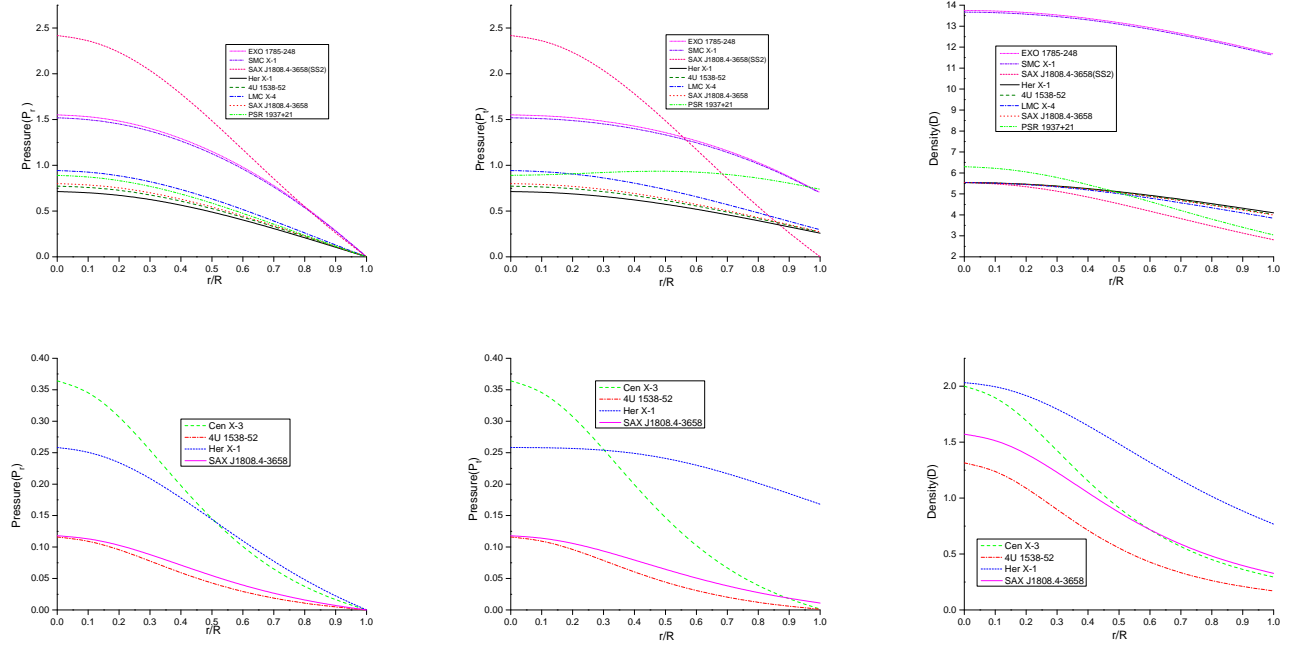 2.5
2.0
1.5
1.0
0.5
0.0
Pressure(P_r )
EXO 1785-248
SMC X-1
SAX J1808.4-3658(SS2)
Her X-1
4U 1538-52
LMC X-4
SAX J1808.4-3658
PSR 1937+21
0.0 0.1 0.2 0.3 0.4 0.5 0.6 0.7 0.8 0.9 1.0
r/R
2.5
2.0
1.5
1.0
0.5
0.0
Pressure(P_t)
EXO 1785-248
SMC X-1
SAX J1808.4-3658(SS2)
Her X-1
4U 1538-52
LMC X-4
SAX J1808.4-3658
PSR 1937+21
0.0 0.1 0.2 0.3 0.4 0.5 0.6 0.7 0.8 0.9 1.0
r/R
14
13
12
11
10
9
8
7
6
5
4
3
2
Density(D)
EXO 1785-248
SMC X-1
SAX J1808.4-3658(SS2)
Her X-1
4U 1538-52
LMC X-4
SAX J1808.4-3658
PSR 1937+21
0.0 0.1 0.2 0.3 0.4 0.5 0.6 0.7 0.8 0.9 1.0
r/R
0.40
0.35
0.30
0.25
0.20
0.15
0.10
0.05
0.00
Pressure(P_r)
Cen X-3
4U 1538-52
Her X-1
SAX J1808.4-3658
0.0 0.1 0.2 0.3 0.4 0.5 0.6 0.7 0.8 0.9 1.0
r/R
0.40
0.35
0.30
0.25
0.20
0.15
0.10
0.05
0.00
Pressure(P_t)
Cen X-3
4U 1538-52
Her X-1
SAX J1808.4-3658
0.0 0.1 0.2 0.3 0.4 0.5 0.6 0.7 0.8 0.9 1.0
r/R
2.0
1.5
1.0
0.5
0.0
Density(D)
Cen X-3
4U 1538-52
Her X-1
SAX J1808.4-3658
0.0 0.1 0.2 0.3 0.4 0.5 0.6 0.7 0.8 0.9 1.0
r/R